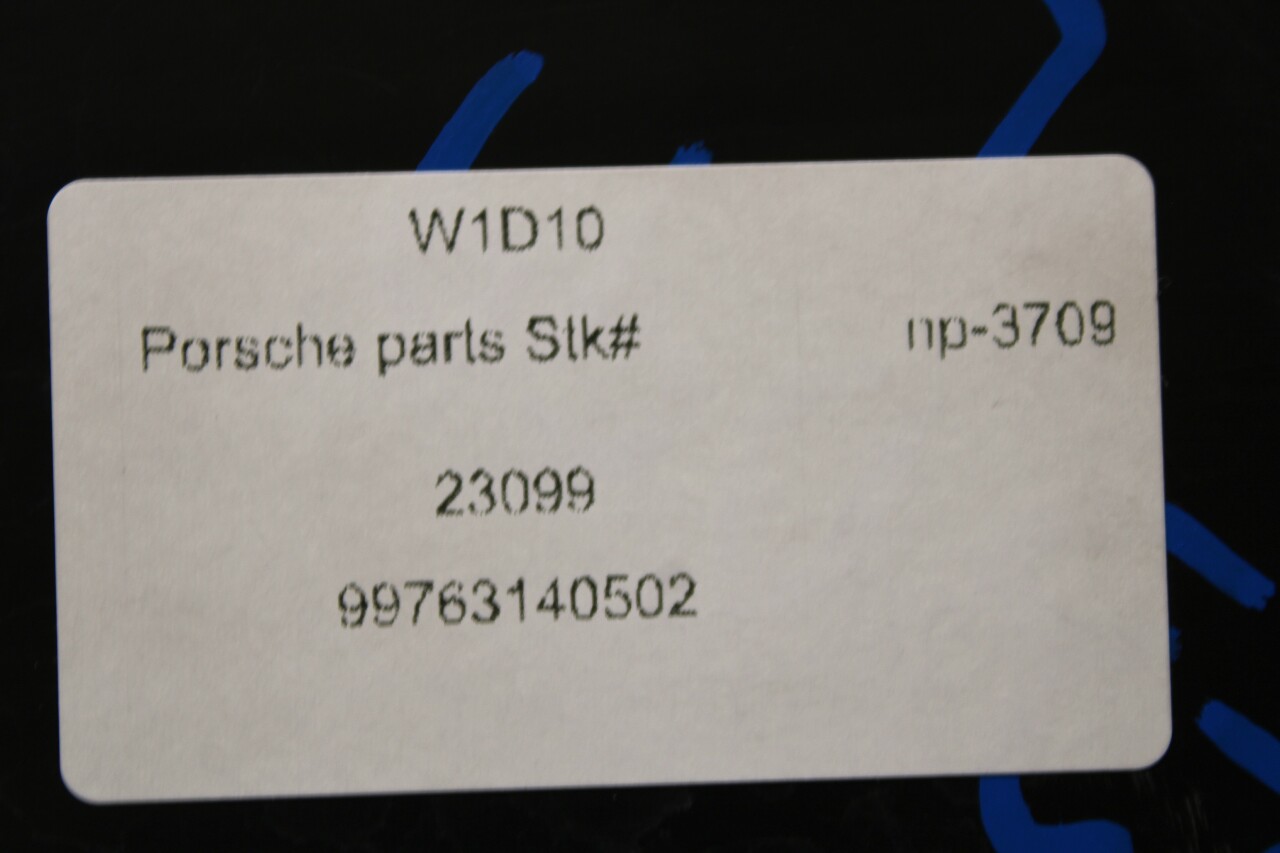 W1D10
Porsche parts Stk# np-3709
23099
99763140502